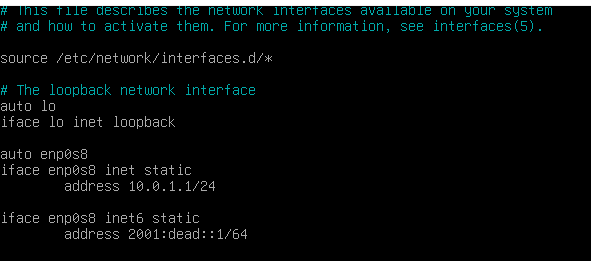 # This file describes the network interfaces available on your system
# and how to activate them. For more information, see interfaces(5).
source /etc/network/interfaces.d/*
# The loopback network interface
auto lo
iface lo inet loopback
auto enp0s8
iface enp0s8 inet static
address 10.0.1.1/24
iface enp0s8 inet6 static
address 2001:dead::1/64